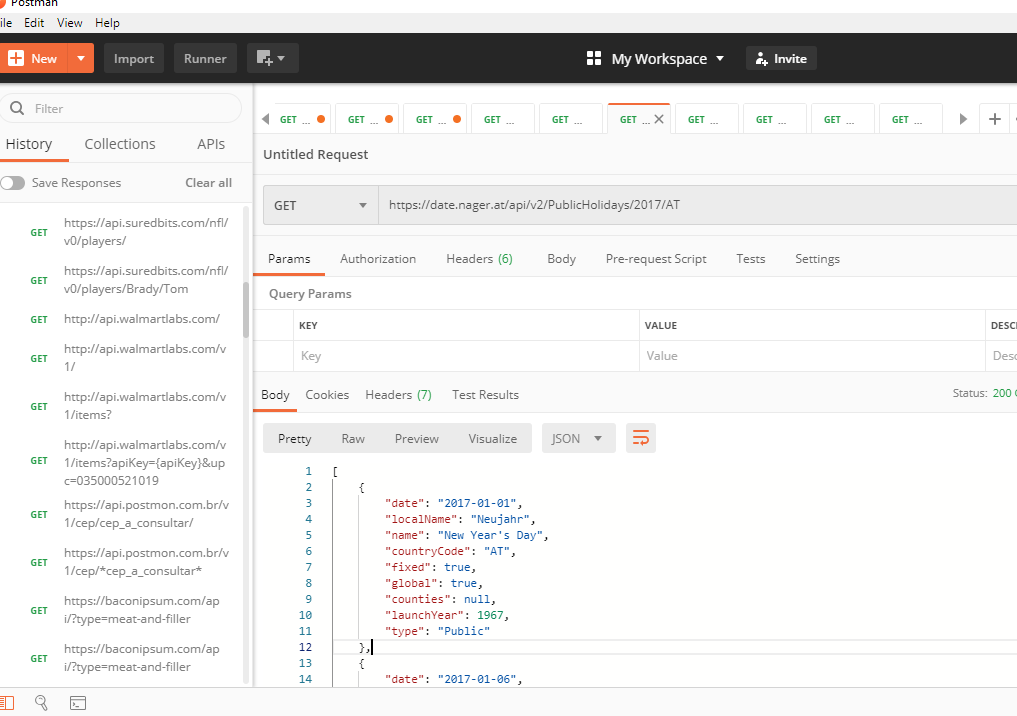 Postman
ile Edit View Help
New Import Runner My Workspace Invite
Filter
History Collections APIs
Save Responses Clear all
GET https://api.suredbits.com/nfl/
v0/players/
GET https://api.suredbits.com/nfl/
v0/players/Brady/Tom
GET http://api.walmartlabs.com/
GET http://api.walmartlabs.com/v
1/
GET http://api.walmartlabs.com/v
1/items?
GET http://api.walmartlabs.com/v
1/items?apiKey={apiKey}&up
c=035000521019
GET https://api.postmon.com.br/v
1/cep/cep_a_consultar/
GET https://api.postmon.com.br/v
1/cep/*cep_a_consultar*
GET https://baconipsum.com/ap
i/?type=meat-and-filler
GET https://baconipsum.com/ap
i/?type=meat-and-filler
GET ... GET ... GET ... GET ... GET ... GET ... GET ... GET ... GET ... GET ...
Untitled Request
GET https://date.nager.at/api/v2/PublicHolidays/2017/AT
Params Authorization Headers (6) Body Pre-request Script Tests Settings
Query Params
KEY VALUE DESC
Key Value Desc
Body Cookies Headers (7) Test Results Status: 200
Pretty Raw Preview Visualize JSON
1 [
2 {
3 "date": "2017-01-01",
4 "localName": "Neujahr",
5 "name": "New Year's Day",
6 "countryCode": "AT",
7 "fixed": true,
8 "global": true,
9 "counties": null,
10 "launchYear": 1967,
11 "type": "Public"
12 },
13 {
14 "date": "2017-01-06",